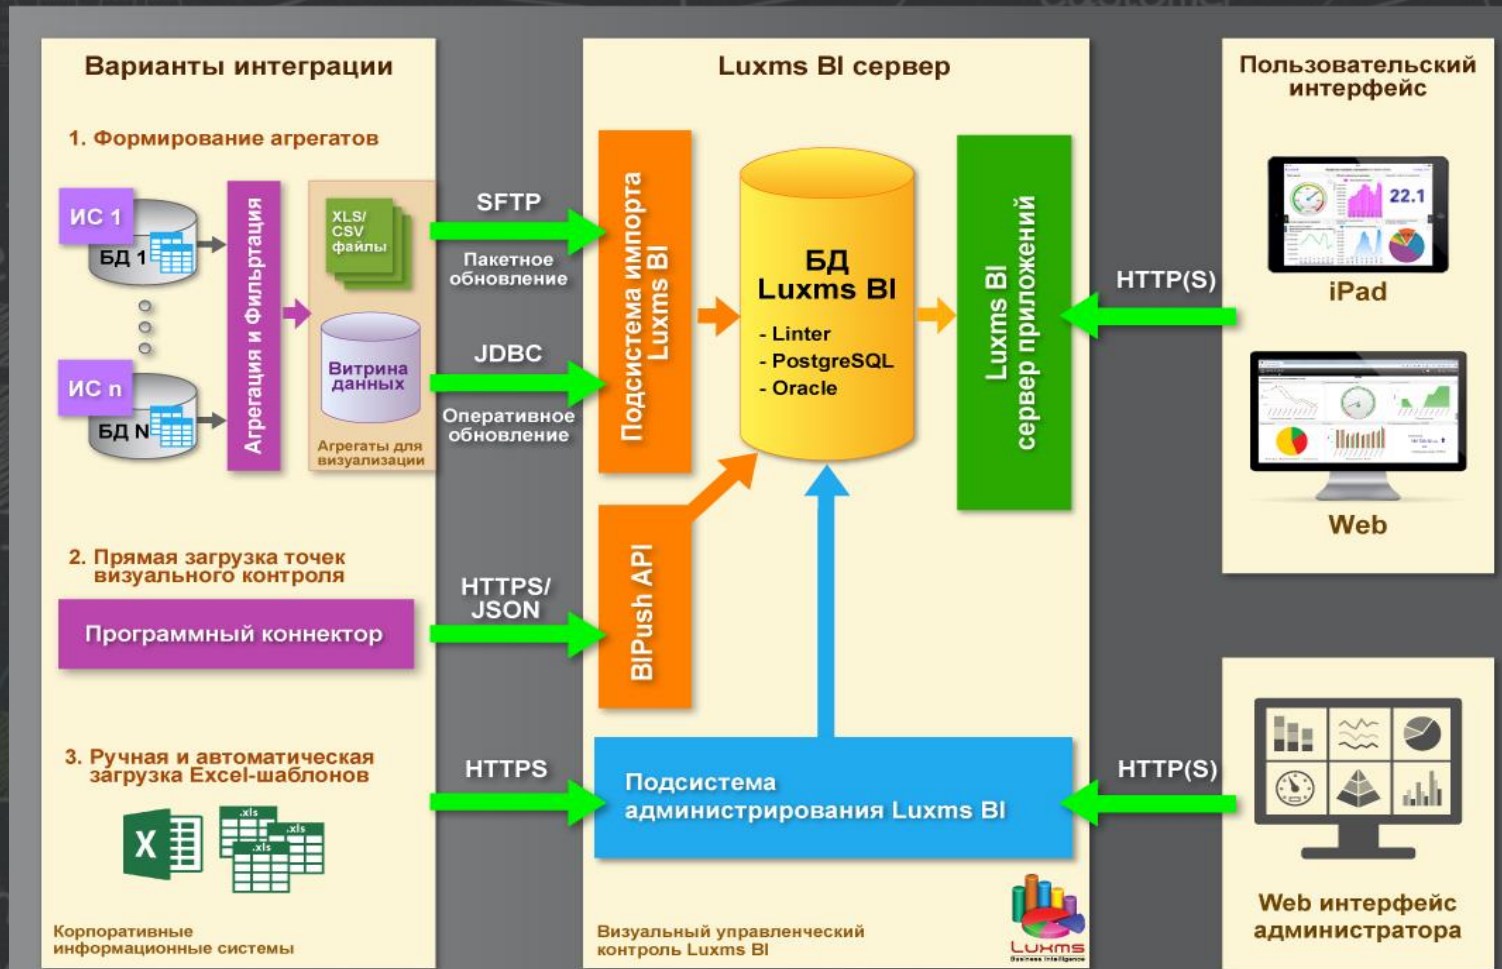 Варианты интеграции
1. Формирование агрегатов
ИС 1
БД 1
ИС n
БД N
Агрегация и Фильртация
XLS/
CSV
файлы
Витрина
данных
Агрегаты для
визуализации
2. Прямая загрузка точек
визуального контроля
Программный коннектор
3. Ручная и автоматическая
загрузка Excel-шаблонов
X
.xls
.xls
.xls
Корпоративные
информационные системы
SFTP
Пакетное
обновление
JDBC
Оперативное
обновление
HTTPS/
JSON
HTTPS
Luxms BI сервер
Подсистема импорта
Luxms BI
БД
Luxms BI
- Linter
- PostgreSQL
- Oracle
Luxms BI
сервер приложений
BIPush API
Подсистема
администрирования Luxms BI
Визуальный управленческий
контроль Luxms BI
LUXMS
Business Intelligence
HTTP(S)
HTTP(S)
Пользовательский
интерфейс
22.1
iPad
Web
Web интерфейс
администратора